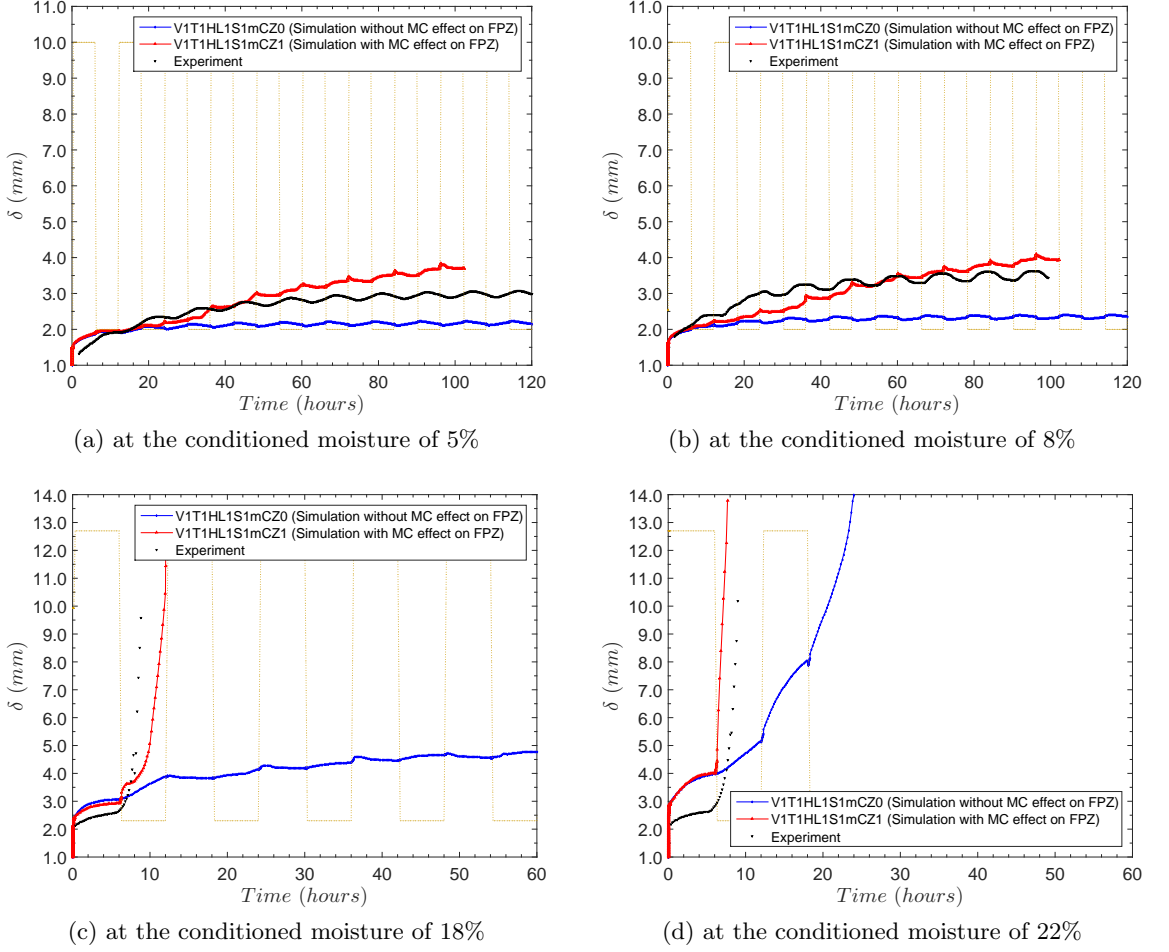 V1T1HL1S1mCZ0 (Simulation without MC effect on FPZ)
V1T1HL1S1mCZ1 (Simulation with MC effect on FPZ)
Experiment
11.0
10.0
9.0
8.0
7.0
6.0
5.0
4.0
3.0
2.0
1.0
δ (mm)
0 20 40 60 80 100 120
Time (hours)
(a) at the conditioned moisture of 5%
V1T1HL1S1mCZ0 (Simulation without MC effect on FPZ)
V1T1HL1S1mCZ1 (Simulation with MC effect on FPZ)
Experiment
11.0
10.0
9.0
8.0
7.0
6.0
5.0
4.0
3.0
2.0
1.0
δ (mm)
0 20 40 60 80 100 120
Time (hours)
(b) at the conditioned moisture of 8%
V1T1HL1S1mCZ0 (Simulation without MC effect on FPZ)
V1T1HL1S1mCZ1 (Simulation with MC effect on FPZ)
Experiment
14.0
13.0
12.0
11.0
10.0
9.0
8.0
7.0
6.0
5.0
4.0
3.0
2.0
1.0
δ (mm)
0 10 20 30 40 50 60
Time (hours)
(c) at the conditioned moisture of 18%
14.0
13.0
12.0
11.0
10.0
9.0
8.0
7.0
6.0
5.0
4.0
3.0
2.0
1.0
δ (mm)
V1T1HL1S1mCZ0 (Simulation without MC effect on FPZ)
V1T1HL1S1mCZ1 (Simulation with MC effect on FPZ)
Experiment
0 10 20 30 40 50 60
Time (hours)
(d) at the conditioned moisture of 22%